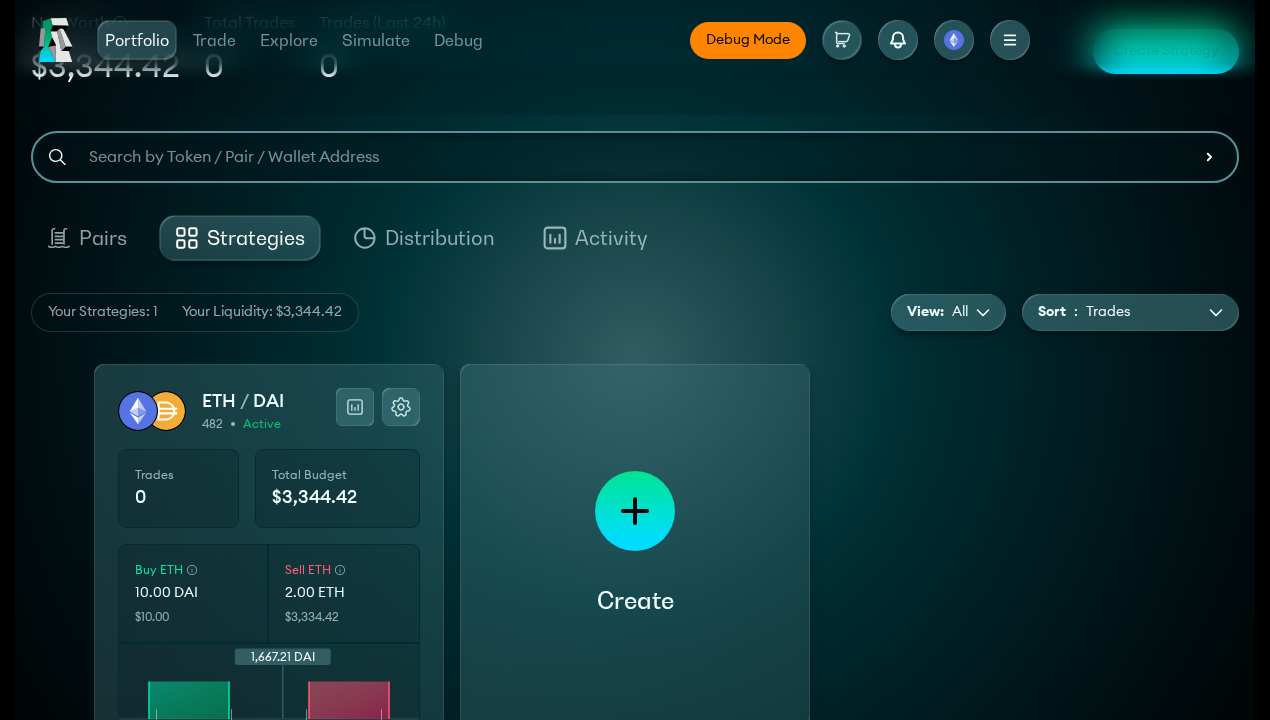 Net Worth Total Trades Trades (Last 24h)
Portfolio Trade Explore Simulate Debug
Debug Mode
Create Strategy
$3,344.42 0 0
Search by Token / Pair / Wallet Address
Pairs Strategies Distribution Activity
Your Strategies: 1 Your Liquidity: $3,344.42
View: All Sort : Trades
ETH / DAI
482 • Active
Trades Total Budget
0 $3,344.42
Buy ETH Sell ETH
10.00 DAI 2.00 ETH
$10.00 $3,334.42
1,667.21 DAI
Create